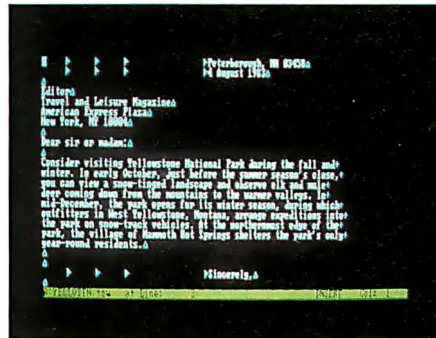 Peterborough, NH 03458
4 August 1983
Editor
Travel and Leisure Magazine
American Express Plaza
New York, NY 10004
Dear sir or madam:
Consider visiting Yellowstone National Park during the fall and
winter. In early October, just before the summer season's close,
you can view a snow-tinged landscape and observe elk and mule
deer coming down from the mountains to the warmer valleys. In
mid-December, the park opens for its winter season, during which
outfitters in West Yellowstone, Montana, arrange expeditions into
the park on snow-track vehicles. At the northernmost edge of the
park, the village of Mammoth Hot Springs shelters the park's only
year-round residents.
Sincerely,